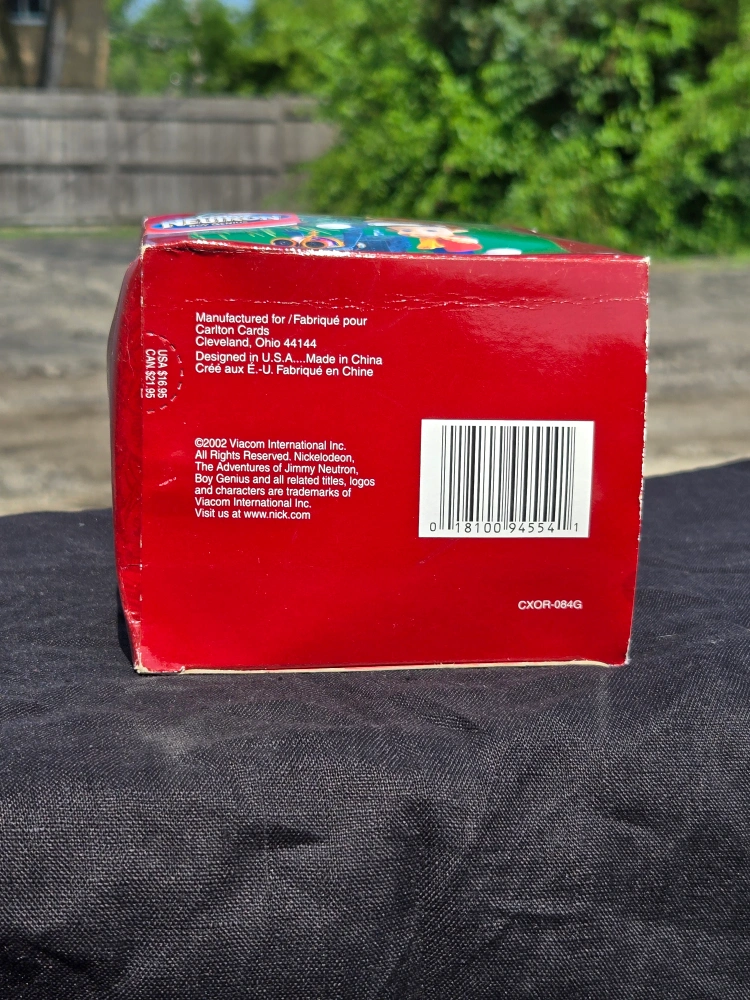 NEUTRON
Manufactured for / Fabriqué pour
Carlton Cards
Cleveland, Ohio 44144
Designed in U.S.A....Made in China
Créé aux É.-U. Fabriqué en Chine
USA $16.95
CAN $21.95
©2002 Viacom International Inc.
All Rights Reserved. Nickelodeon,
The Adventures of Jimmy Neutron,
Boy Genius and all related titles, logos
and characters are trademarks of
Viacom International Inc.
Visit us at www.nick.com
0 18100 94554 1
CXOR-084G